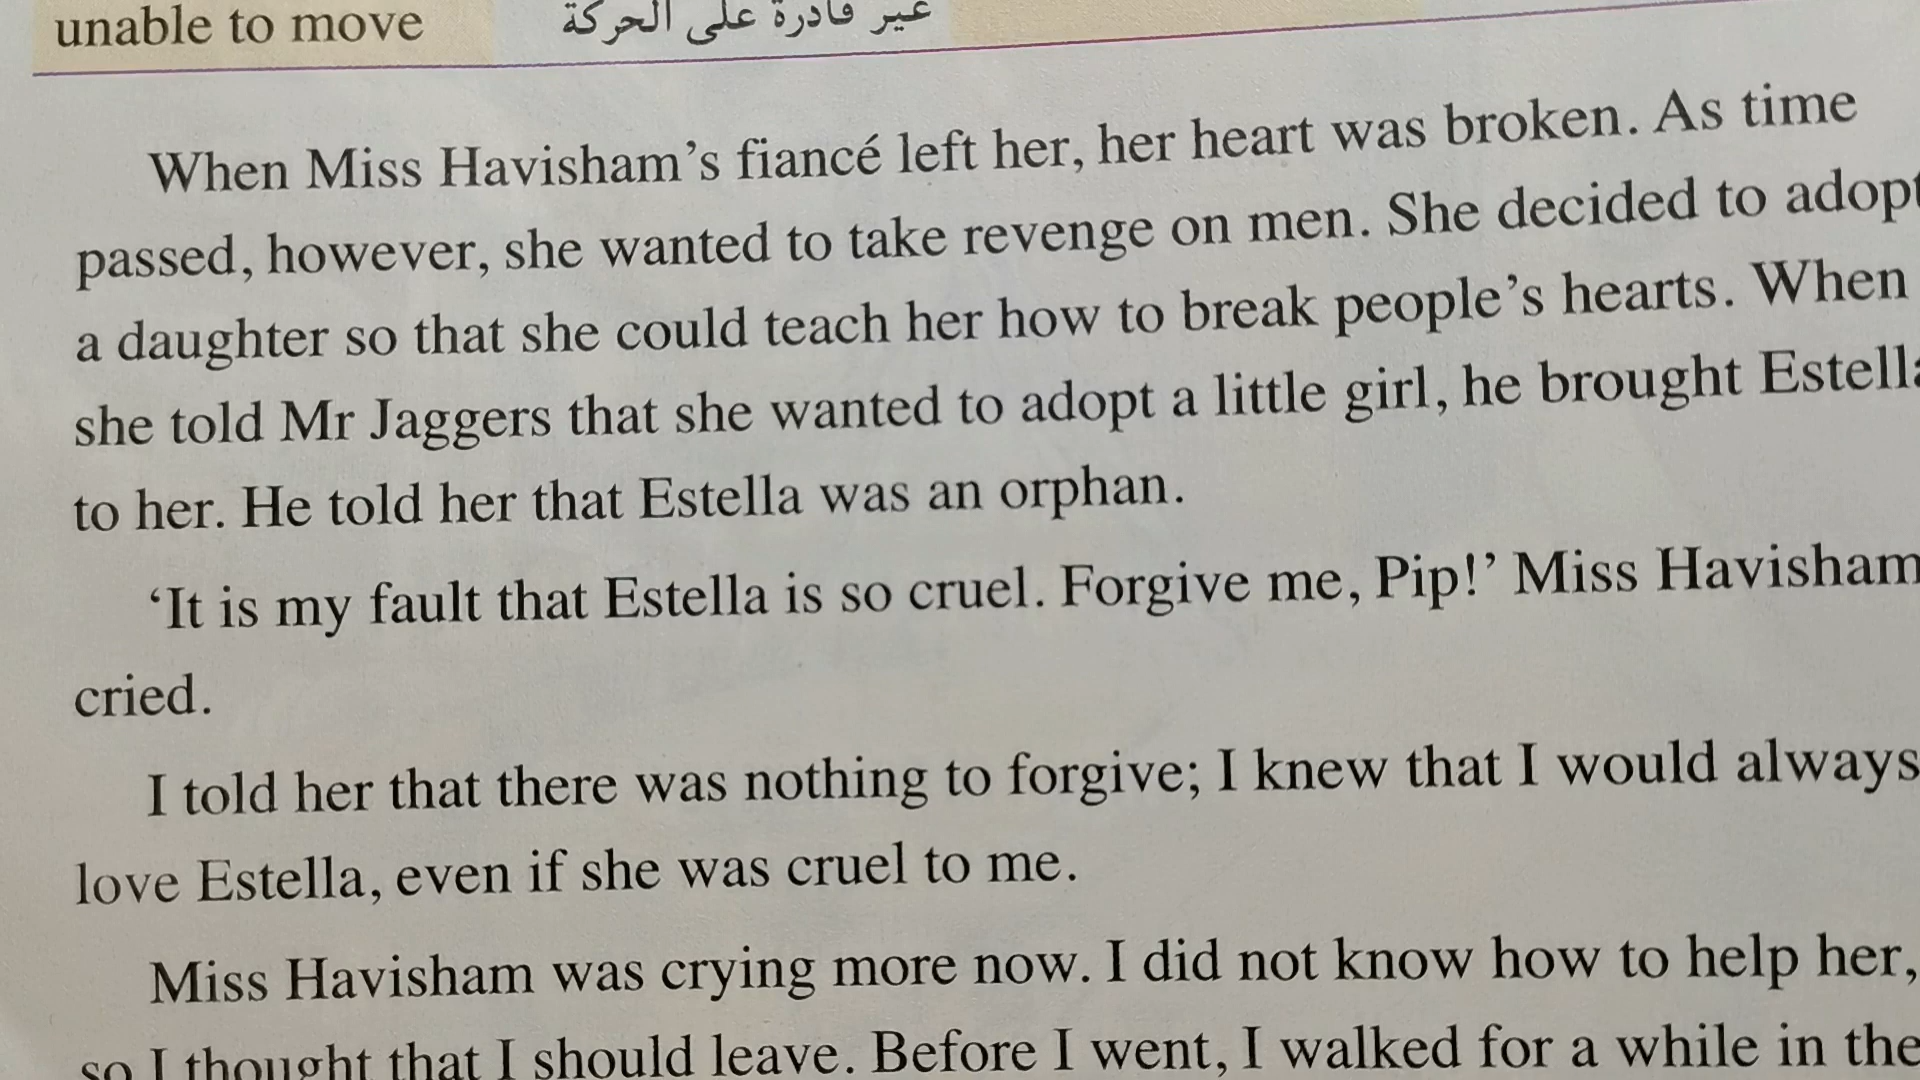 unable to move
غير قادرة على الحركة
When Miss Havisham’s fiancé left her, her heart was broken. As time
passed, however, she wanted to take revenge on men. She decided to adopt
a daughter so that she could teach her how to break people’s hearts. When
she told Mr Jaggers that she wanted to adopt a little girl, he brought Estella
to her. He told her that Estella was an orphan.
‘It is my fault that Estella is so cruel. Forgive me, Pip!’ Miss Havisham
cried.
I told her that there was nothing to forgive; I knew that I would always
love Estella, even if she was cruel to me.
Miss Havisham was crying more now. I did not know how to help her,
so I thought that I should leave. Before I went, I walked for a while in the